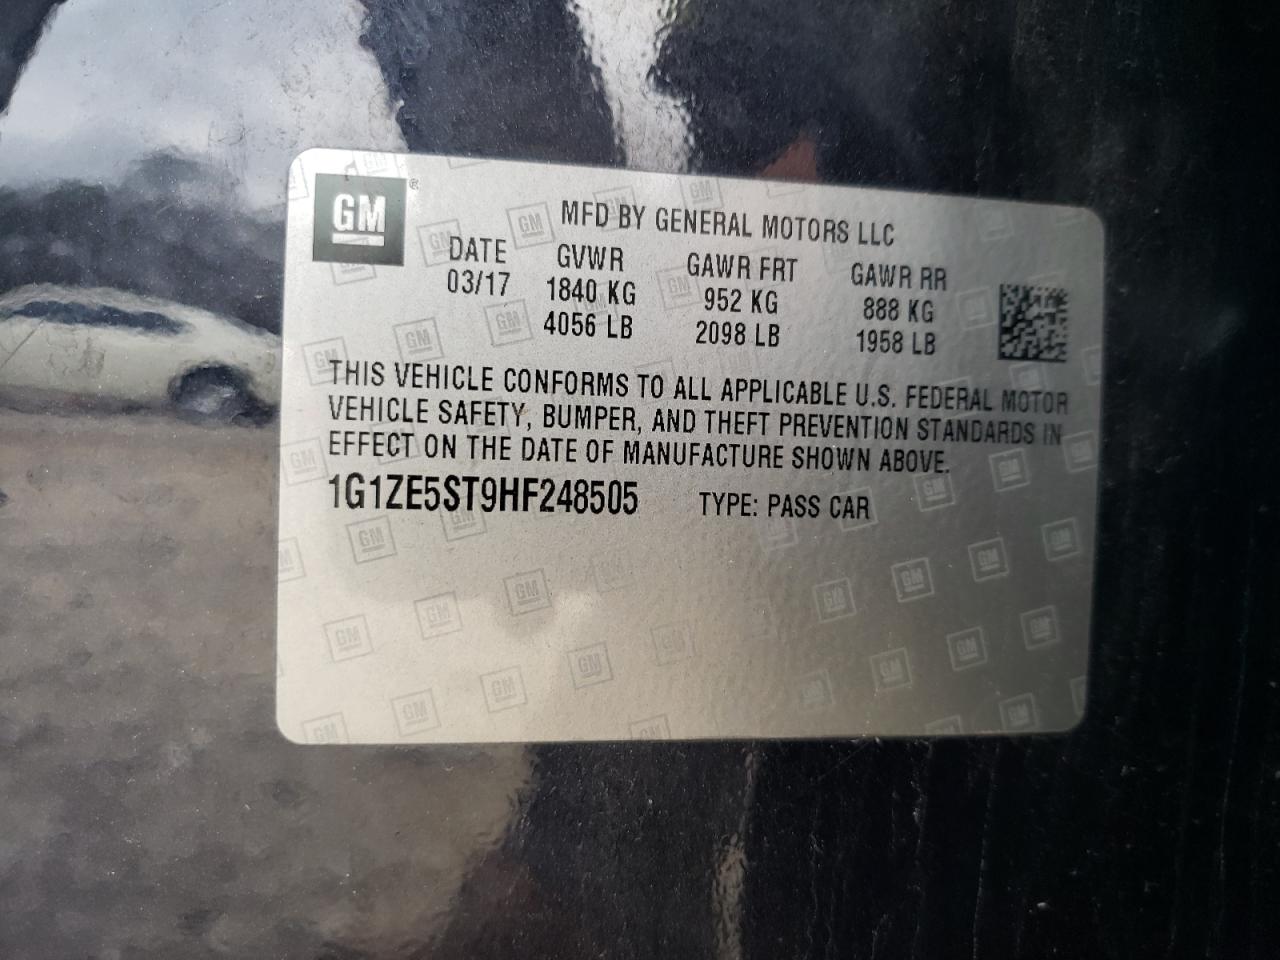 GM ®
MFD BY GENERAL MOTORS LLC
DATE GVWR GAWR FRT GAWR RR
03/17 1840 KG 952 KG 888 KG
4056 LB 2098 LB 1958 LB
THIS VEHICLE CONFORMS TO ALL APPLICABLE U.S. FEDERAL MOTOR
VEHICLE SAFETY, BUMPER, AND THEFT PREVENTION STANDARDS IN
EFFECT ON THE DATE OF MANUFACTURE SHOWN ABOVE.
1G1ZE5ST9HF248505 TYPE: PASS CAR